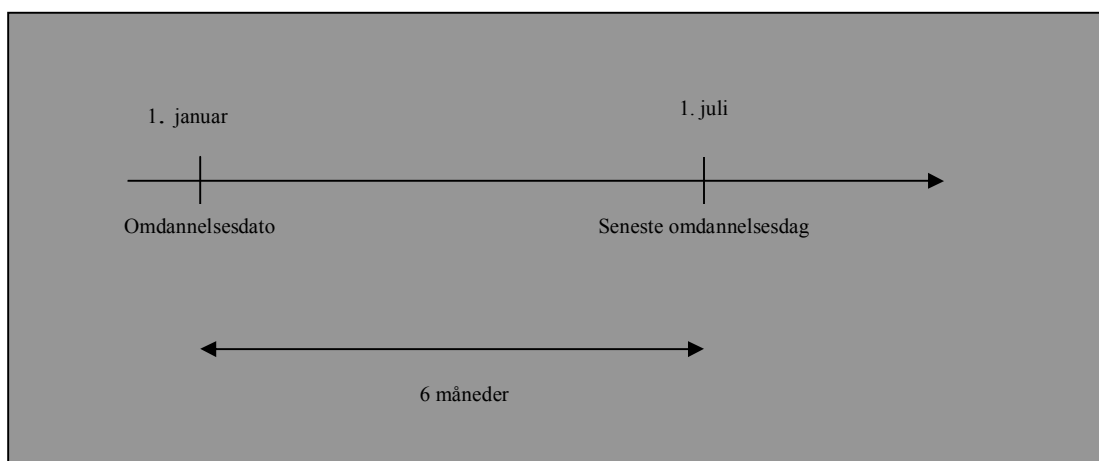 1. januar
1. juli
Omdannelsesdato
Seneste omdannelsesdag
6 måneder